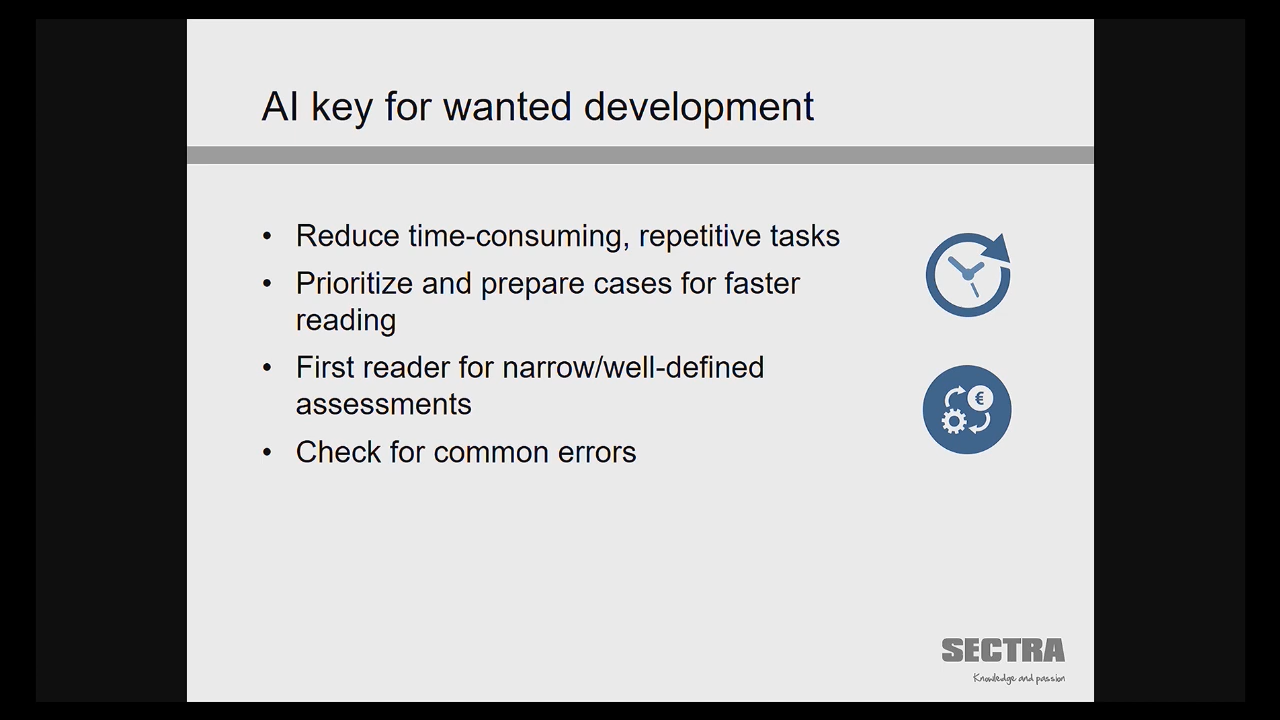 AI key for wanted development
• Reduce time-consuming, repetitive tasks
• Prioritize and prepare cases for faster
reading
• First reader for narrow/well-defined
assessments
• Check for common errors
€
SECTRA
Knowledge and passion